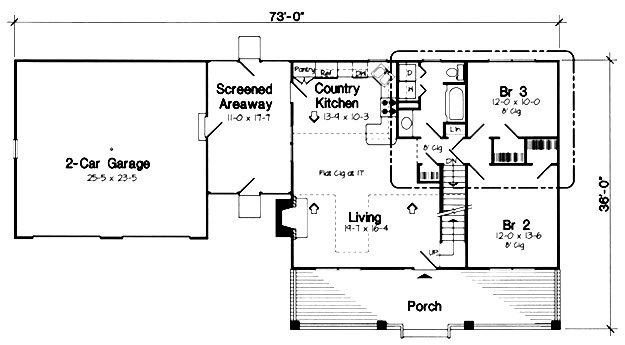 73'-0"
Pantry
Ref
DW
D
W
Screened
Areaway
11-0 x 17-7
Country
Kitchen
13-9 x 10-3
Br 3
12-0 x 10-0
8' Clg
Lin
8' Clg
DN
2-Car Garage
25-5 x 23-5
Flat Clg at 17'
36'-0"
Living
19-7 x 16-4
Br 2
12-0 x 13-6
8' Clg
UP
Porch